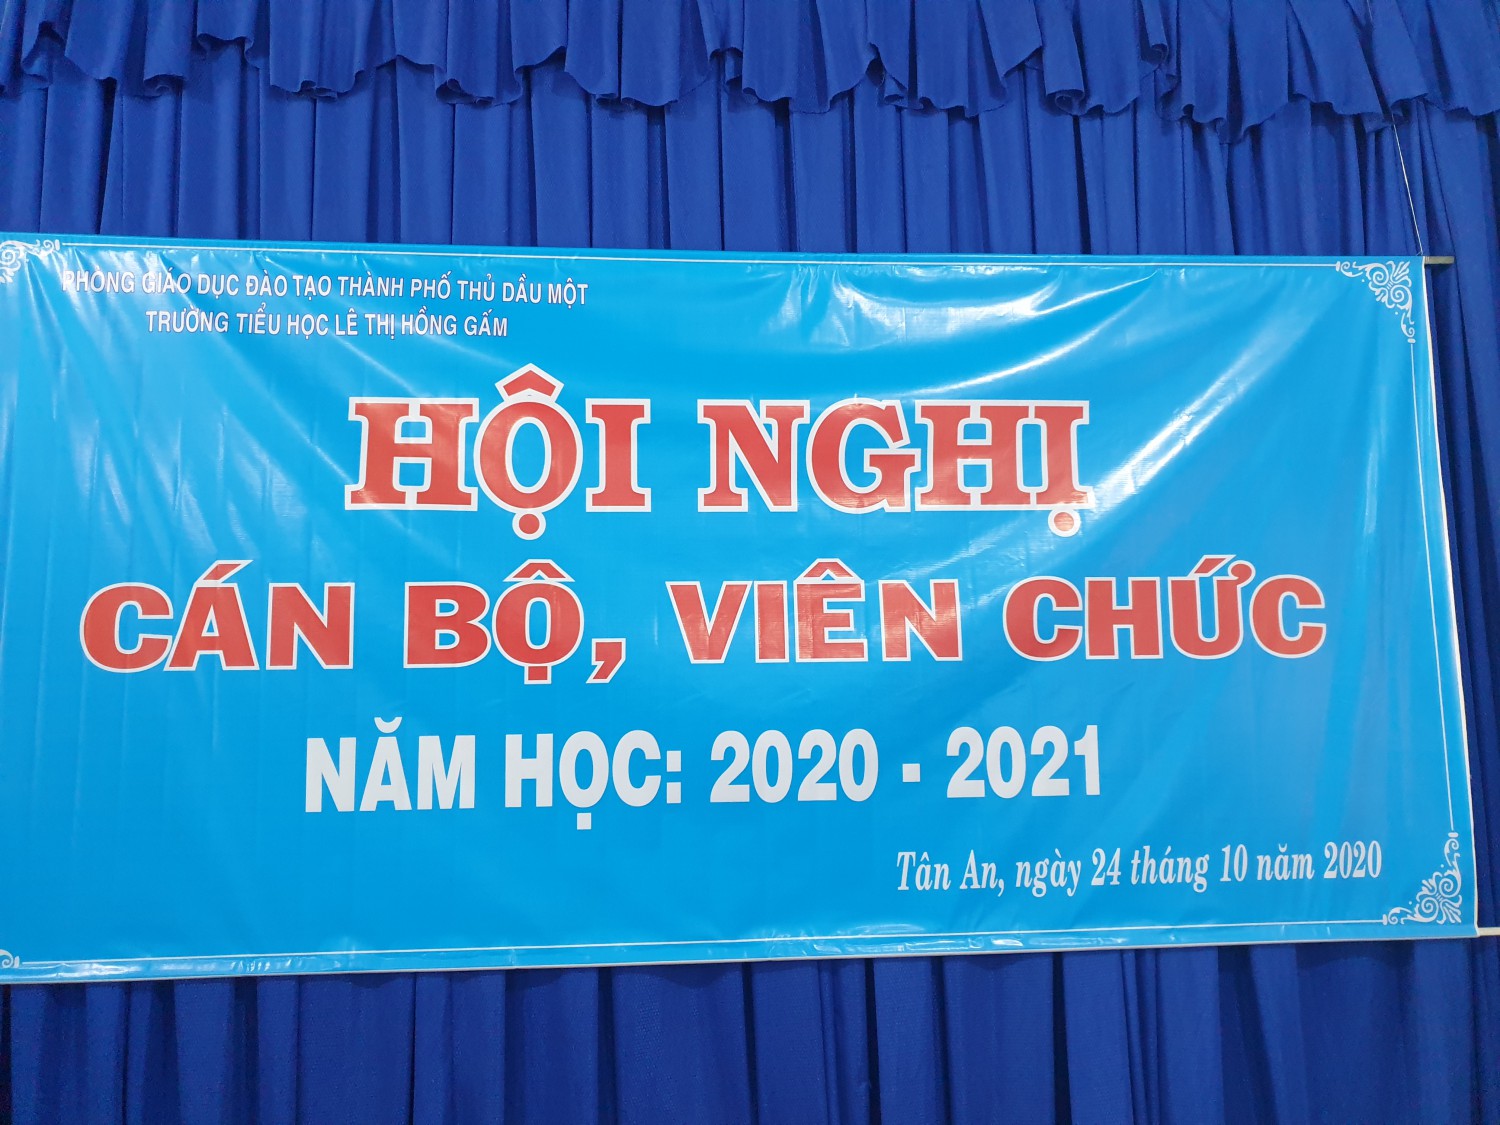 PHÒNG GIÁO DỤC ĐÀO TẠO THÀNH PHỐ THỦ DẦU MỘT
TRƯỜNG TIỂU HỌC LÊ THỊ HỒNG GẤM
HỘI NGHỊ
CÁN BỘ, VIÊN CHỨC
NĂM HỌC: 2020 - 2021
Tân An, ngày 24 tháng 10 năm 2020